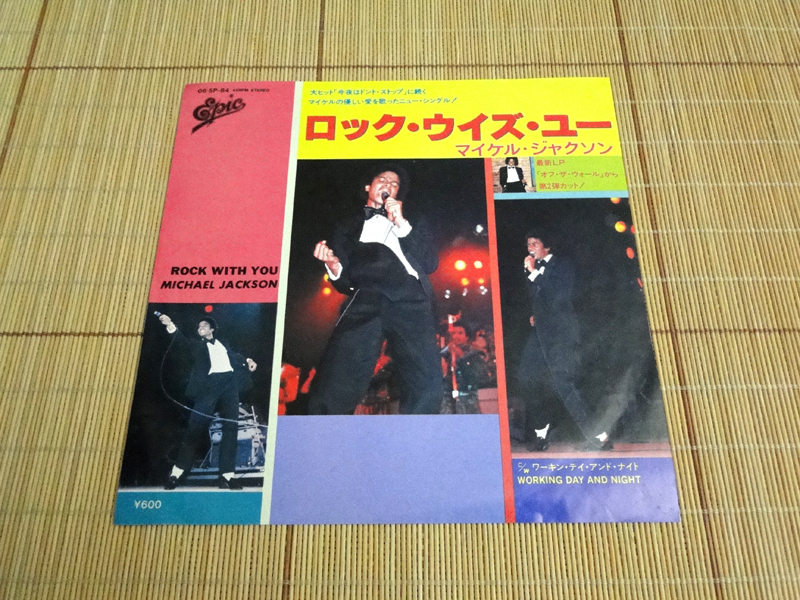 06·5P-94 45RPM STEREO
Epic
大ヒット「今夜はドント・ストップ」に続く
マイケルの優しい愛を歌ったニュー・シングル!
ロック・ウイズ・ユー
マイケル・ジャクソン
最新LP
「オフ・ザ・ウォール」から
第2弾カット!
ROCK WITH YOU
MICHAEL JACKSON
¥600
C/W ワーキン・デイ・アンド・ナイト
WORKING DAY AND NIGHT